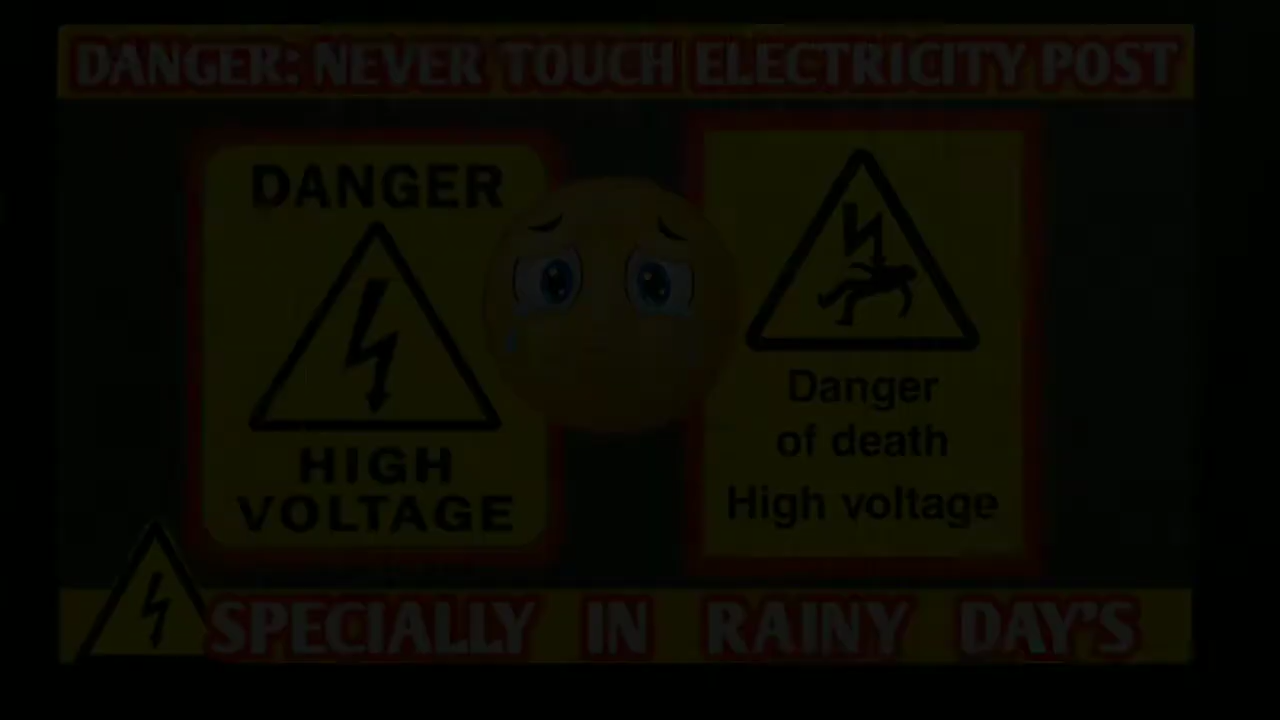 DANGER: NEVER TOUCH ELECTRICITY POST
DANGER
HIGH
VOLTAGE
Danger
of death
High voltage
SPECIALLY IN RAINY DAY'S